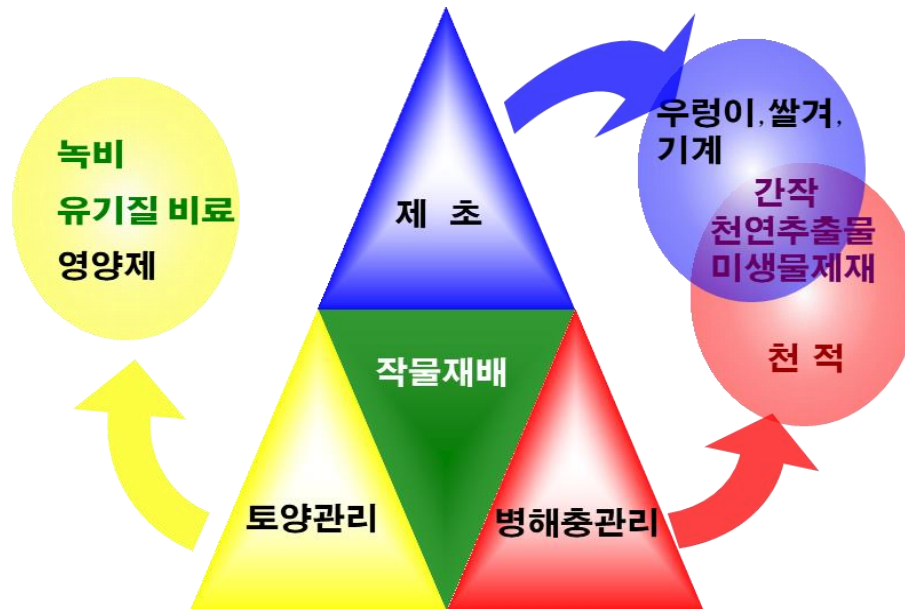 녹비
유기질 비료
영양제
제 초
우렁이, 쌀겨,
기계
간작
천연추출물
미생물제재
천 적
작물재배
토양관리
병해충관리